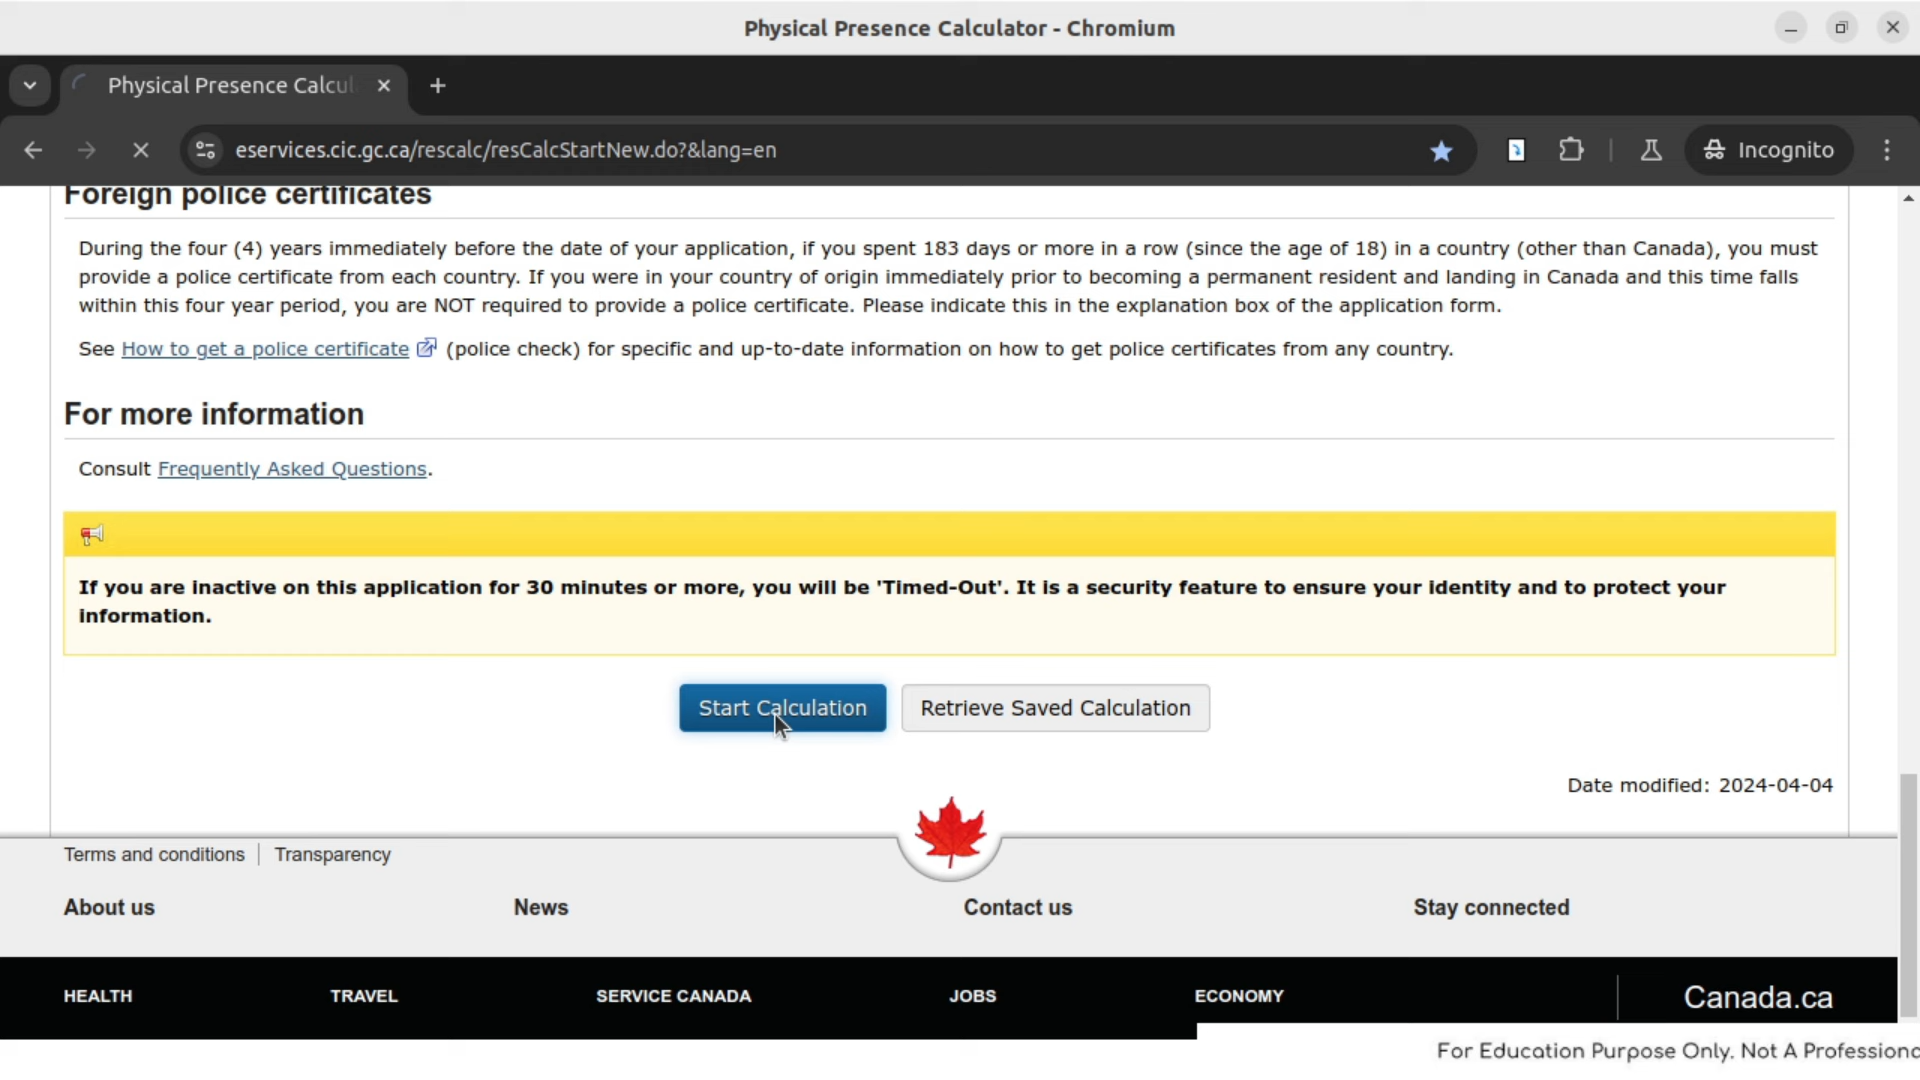 Physical Presence Calculator - Chromium
Physical Presence Calcul
eservices.cic.gc.ca/rescalc/resCalcStartNew.do?&lang=en
Incognito
Foreign police certificates
During the four (4) years immediately before the date of your application, if you spent 183 days or more in a row (since the age of 18) in a country (other than Canada), you must
provide a police certificate from each country. If you were in your country of origin immediately prior to becoming a permanent resident and landing in Canada and this time falls
within this four year period, you are NOT required to provide a police certificate. Please indicate this in the explanation box of the application form.
See How to get a police certificate (police check) for specific and up-to-date information on how to get police certificates from any country.
For more information
Consult Frequently Asked Questions.
If you are inactive on this application for 30 minutes or more, you will be 'Timed-Out'. It is a security feature to ensure your identity and to protect your
information.
Start Calculation
Retrieve Saved Calculation
Date modified: 2024-04-04
Terms and conditions
Transparency
About us
News
Contact us
Stay connected
HEALTH
TRAVEL
SERVICE CANADA
JOBS
ECONOMY
Canada.ca
For Education Purpose Only. Not A Professiona